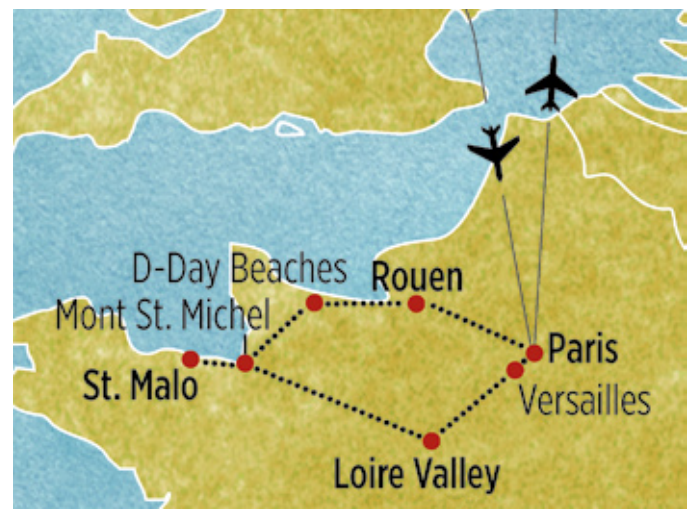 D-Day Beaches
Rouen
Mont St. Michel
St. Malo
Paris
Versailles
Loire Valley